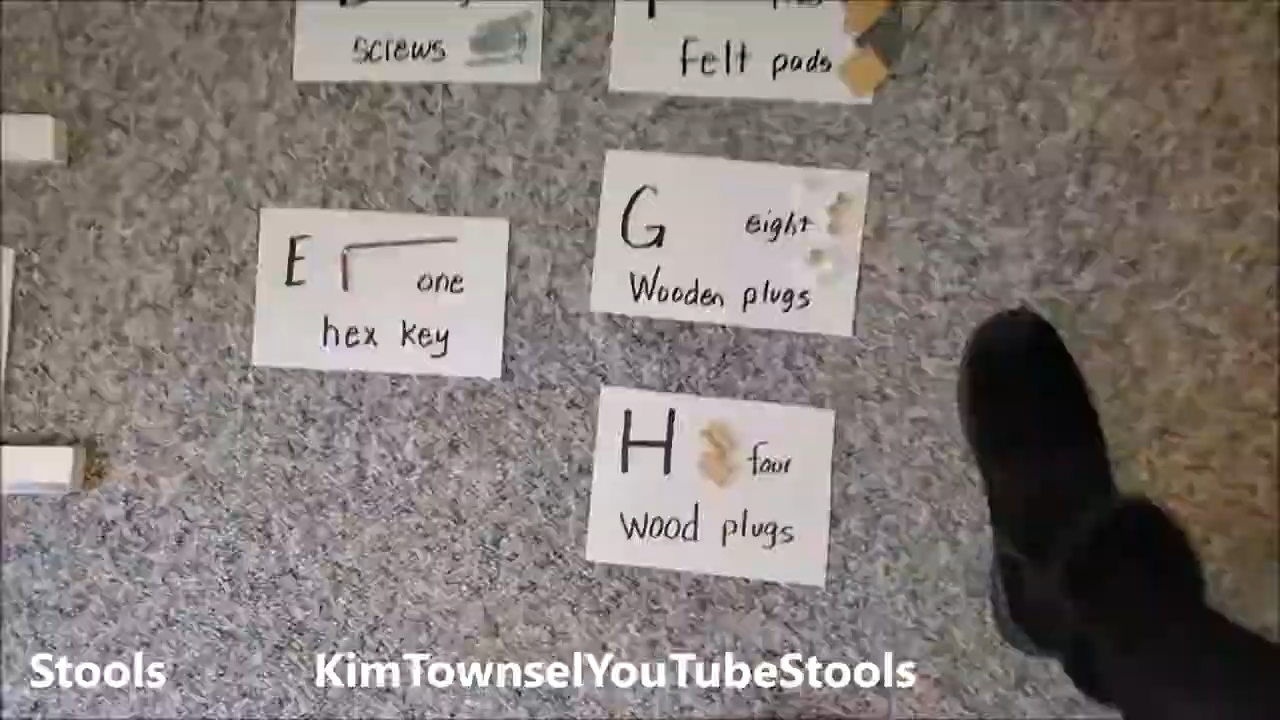 screws
Felt pads
G eight
Wooden plugs
E one
hex key
H four
wood plugs
Stools KimTownselYouTubeStools